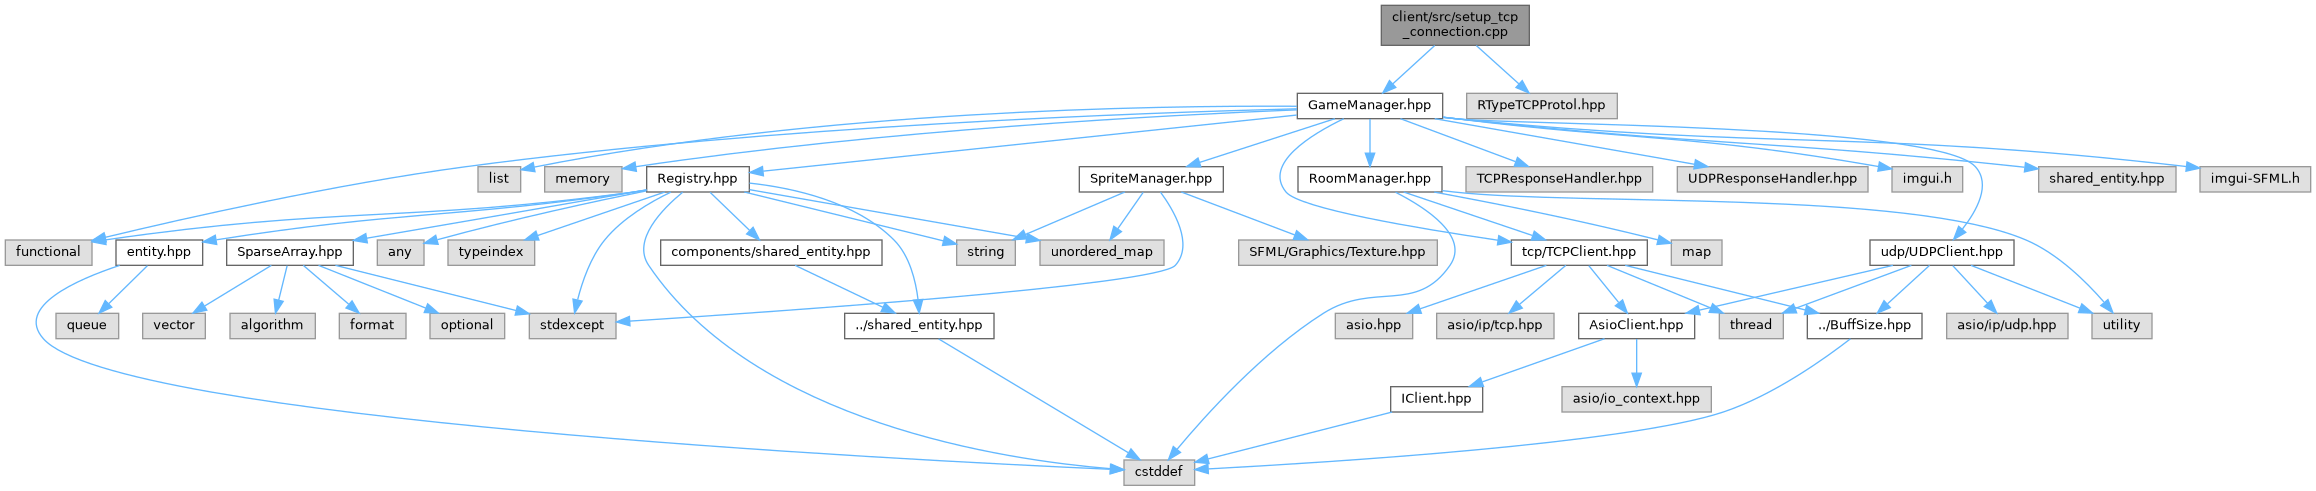 client/src/setup_tcp
_connection.cpp
GameManager.hpp
RTypeTCPProtol.hpp
list
memory
Registry.hpp
SpriteManager.hpp
RoomManager.hpp
TCPResponseHandler.hpp
UDPResponseHandler.hpp
imgui.h
shared_entity.hpp
imgui-SFML.h
functional
entity.hpp
SparseArray.hpp
any
typeindex
components/shared_entity.hpp
string
unordered_map
SFML/Graphics/Texture.hpp
tcp/TCPClient.hpp
map
udp/UDPClient.hpp
queue
vector
algorithm
format
optional
stdexcept
../shared_entity.hpp
asio.hpp
asio/ip/tcp.hpp
AsioClient.hpp
thread
../BuffSize.hpp
asio/ip/udp.hpp
utility
IClient.hpp
asio/io_context.hpp
cstddef